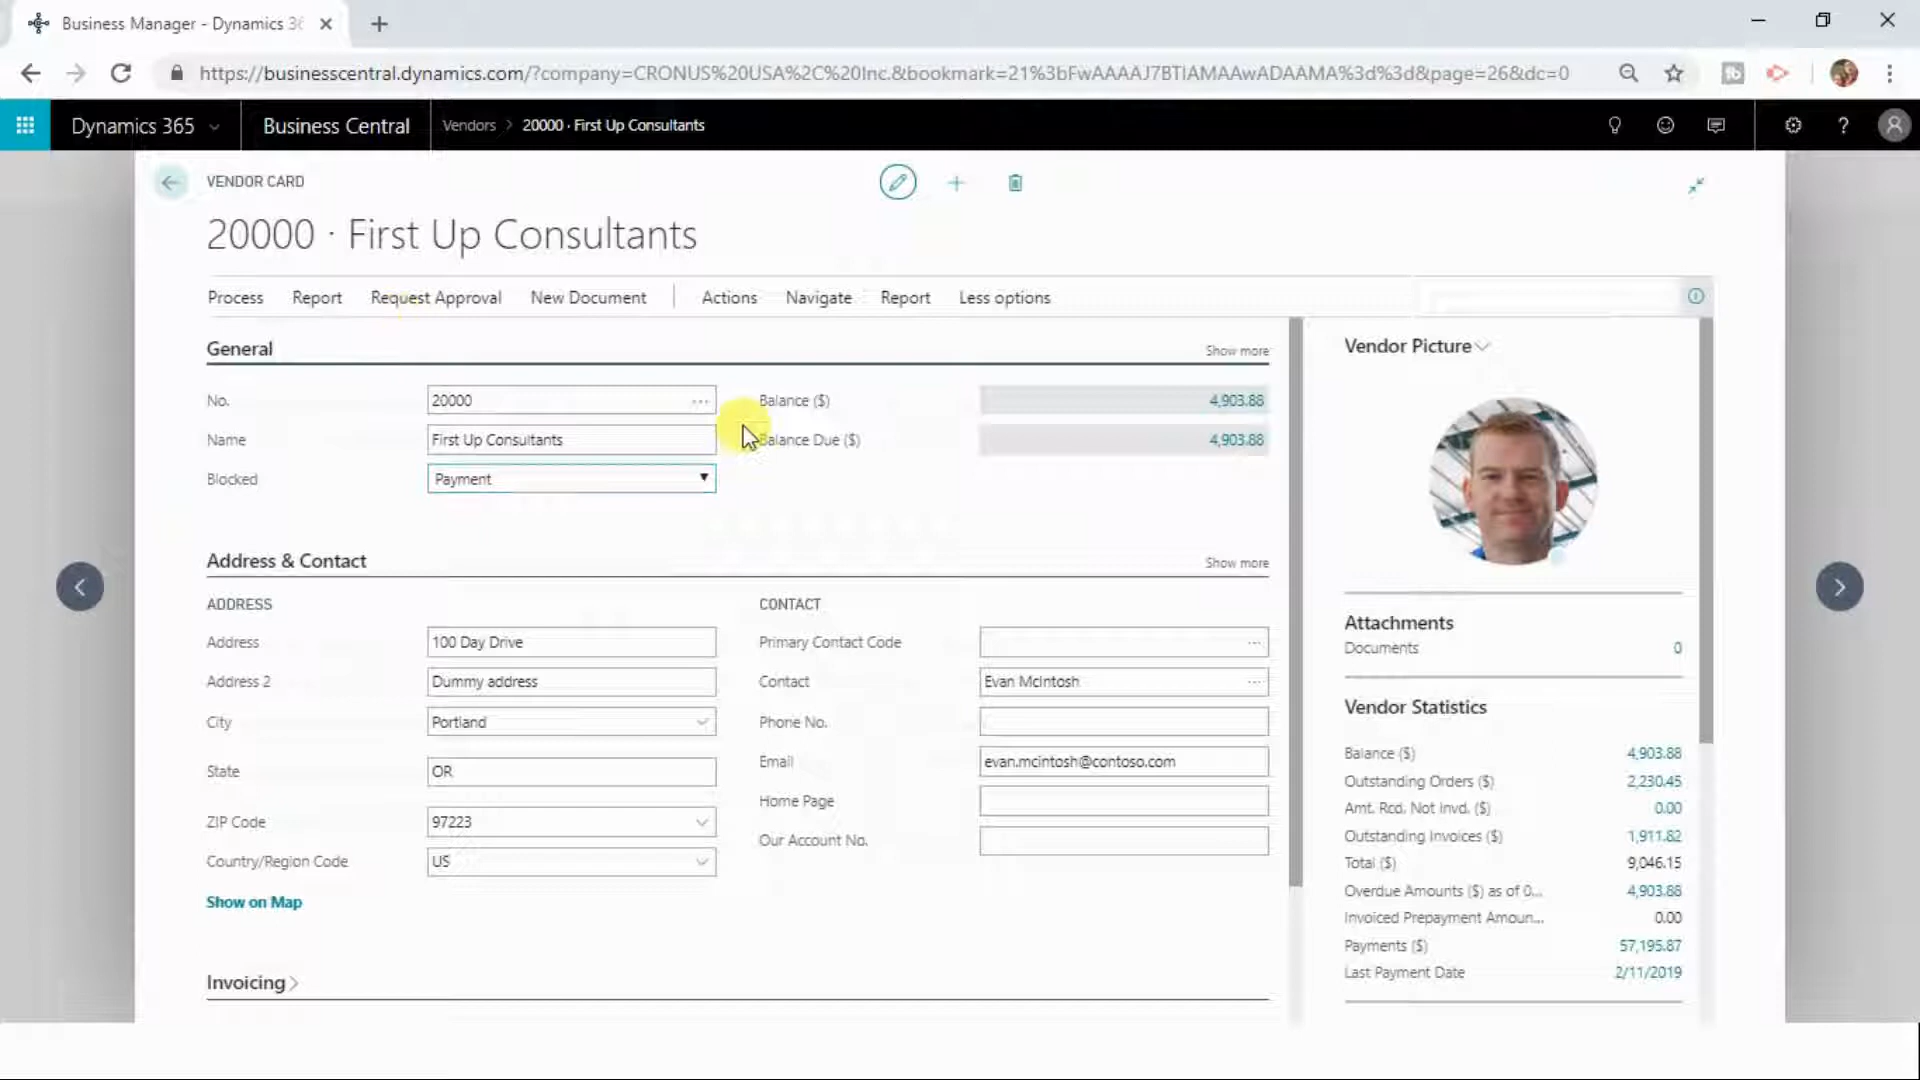 Business Manager - Dynamics 36
https://businesscentral.dynamics.com/?company=CRONUS%20USA%2C%20Inc.&bookmark=21%3bFwAAAAJ7BTIAMAAwADAAMA%3d%3d&page=26&dc=0
Dynamics 365
Business Central
Vendors > 20000 · First Up Consultants
VENDOR CARD
20000 · First Up Consultants
Process Report Request Approval New Document Actions Navigate Report Less options
General Show more
No. 20000 Balance ($) 4,903.88
Name First Up Consultants Balance Due ($) 4,903.88
Blocked Payment
Address & Contact Show more
ADDRESS CONTACT
Address 100 Day Drive Primary Contact Code
Address 2 Dummy address Contact Evan McIntosh
City Portland Phone No.
Email evan.mcintosh@contoso.com
State OR
Home Page
ZIP Code 97223
Our Account No.
Country/Region Code US
Show on Map
Invoicing
Vendor Picture
Attachments
Documents 0
Vendor Statistics
Balance ($) 4,903.88
Outstanding Orders ($) 2,230.45
Amt. Rcd. Not Invd. ($) 0.00
Outstanding Invoices ($) 1,911.82
Total ($) 9,046.15
Overdue Amounts ($) as of 0... 4,903.88
Invoiced Prepayment Amoun... 0.00
Payments ($) 57,195.87
Last Payment Date 2/11/2019